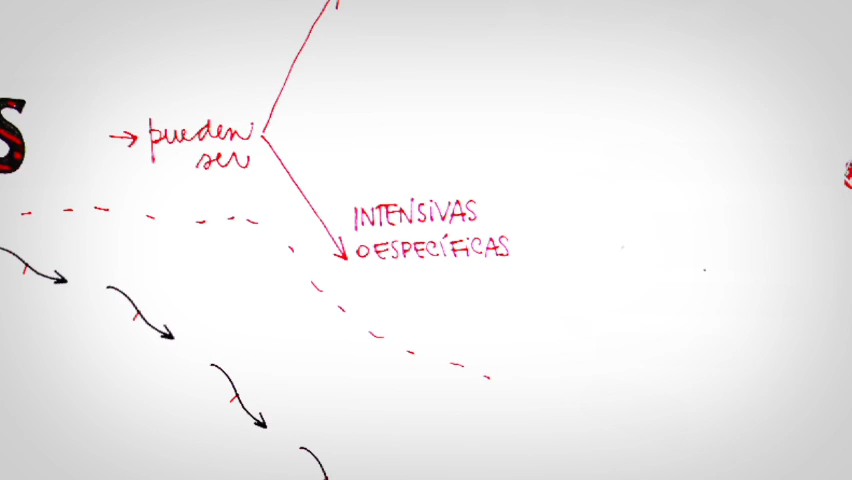 pueden
ser
INTENSIVAS
O ESPECÍFICAS